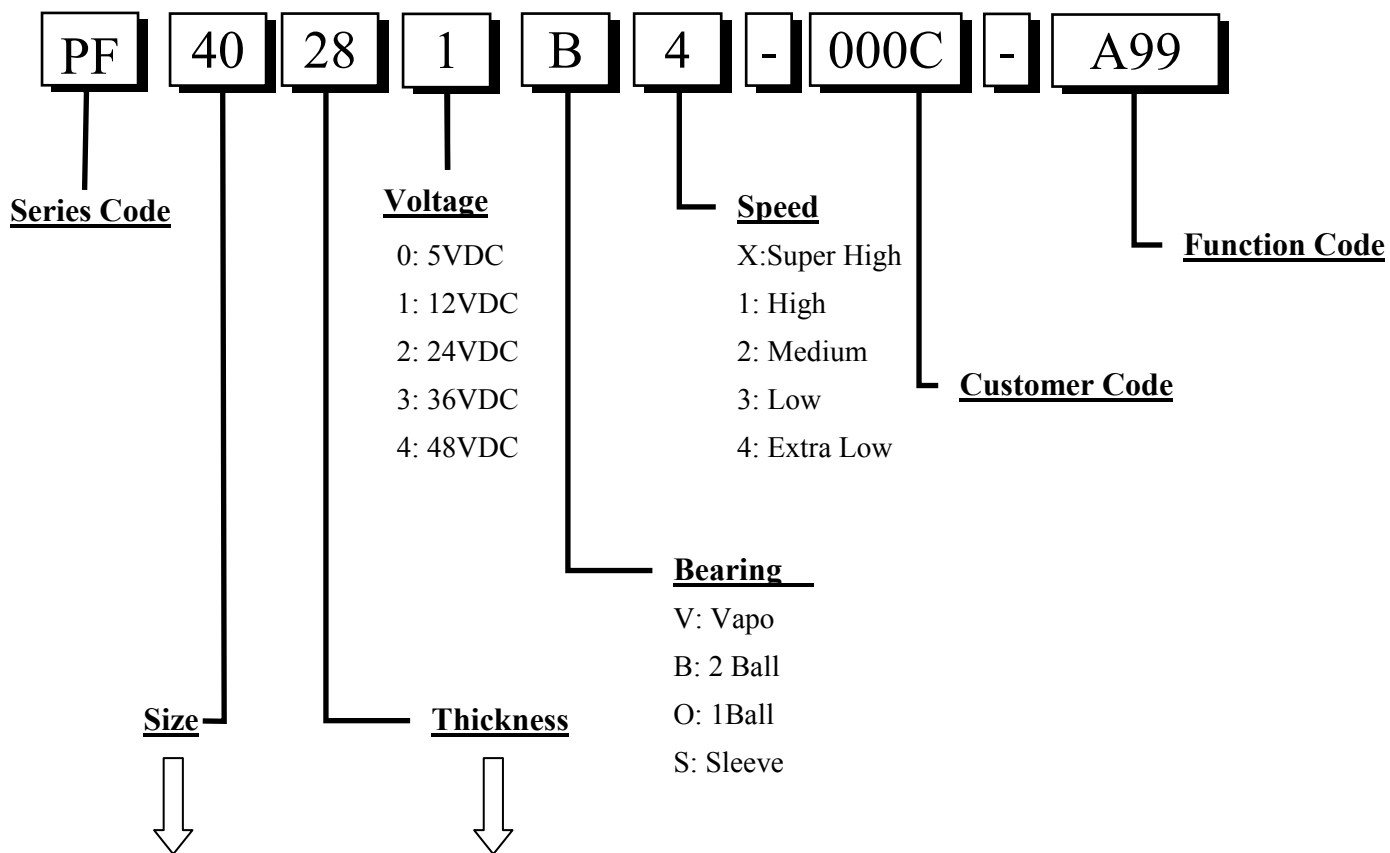 PF 40 28 1 B 4 - 000C - A99
Series Code
Voltage
0: 5VDC
1: 12VDC
2: 24VDC
3: 36VDC
4: 48VDC
Speed
X:Super High
1: High
2: Medium
3: Low
4: Extra Low
Function Code
Customer Code
Bearing
V: Vapo
B: 2 Ball
O: 1Ball
S: Sleeve
Size
Thickness